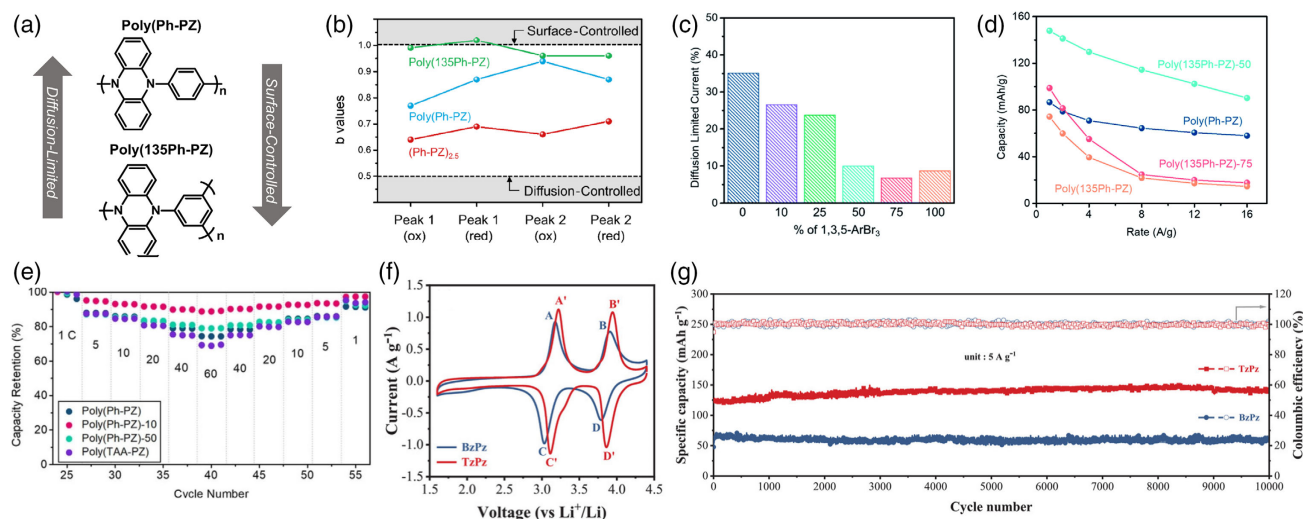 (a)
Poly(Ph-PZ)
N
N
n
Diffusion-Limited
Surface-Controlled
Poly(135Ph-PZ)
N
N
n
(b)
b values
1.0
0.9
0.8
0.7
0.6
0.5
Surface-Controlled
Poly(135Ph-PZ)
Poly(Ph-PZ)
(Ph-PZ)2.5
Diffusion-Controlled
Peak 1 Peak 1 Peak 2 Peak 2
(ox) (red) (ox) (red)
(c)
Diffusion Limited Current (%)
50
45
40
35
30
25
20
15
10
5
0
0 10 25 50 75 100
% of 1,3,5-ArBr3
(d)
Capacity (mAh/g)
160
120
80
40
0
Poly(135Ph-PZ)-50
Poly(Ph-PZ)
Poly(135Ph-PZ)-75
Poly(135Ph-PZ)
0 4 8 12 16
Rate (A/g)
(e)
Capacity Retention (%)
100
80
60
40
20
0
1 C 5 10 20 40 60 40 20 10 5 1
Poly(Ph-PZ)
Poly(Ph-PZ)-10
Poly(Ph-PZ)-50
Poly(TAA-PZ)
25 30 35 40 45 50 55
Cycle Number
(f)
Current (A g⁻¹)
1.5
1.0
0.5
0.0
-0.5
-1.0
-1.5
A A' B B'
C C' D D'
BzPz
TzPz
1.5 2.0 2.5 3.0 3.5 4.0 4.5
Voltage (vs Li⁺/Li)
(g)
Specific capacity (mAh g⁻¹)
300
250
200
150
100
50
0
unit : 5 A g⁻¹
TzPz
BzPz
0 1000 2000 3000 4000 5000 6000 7000 8000 9000 10000
Cycle number
120
100
80
60
40
20
0
Coloumbic efficiency (%)